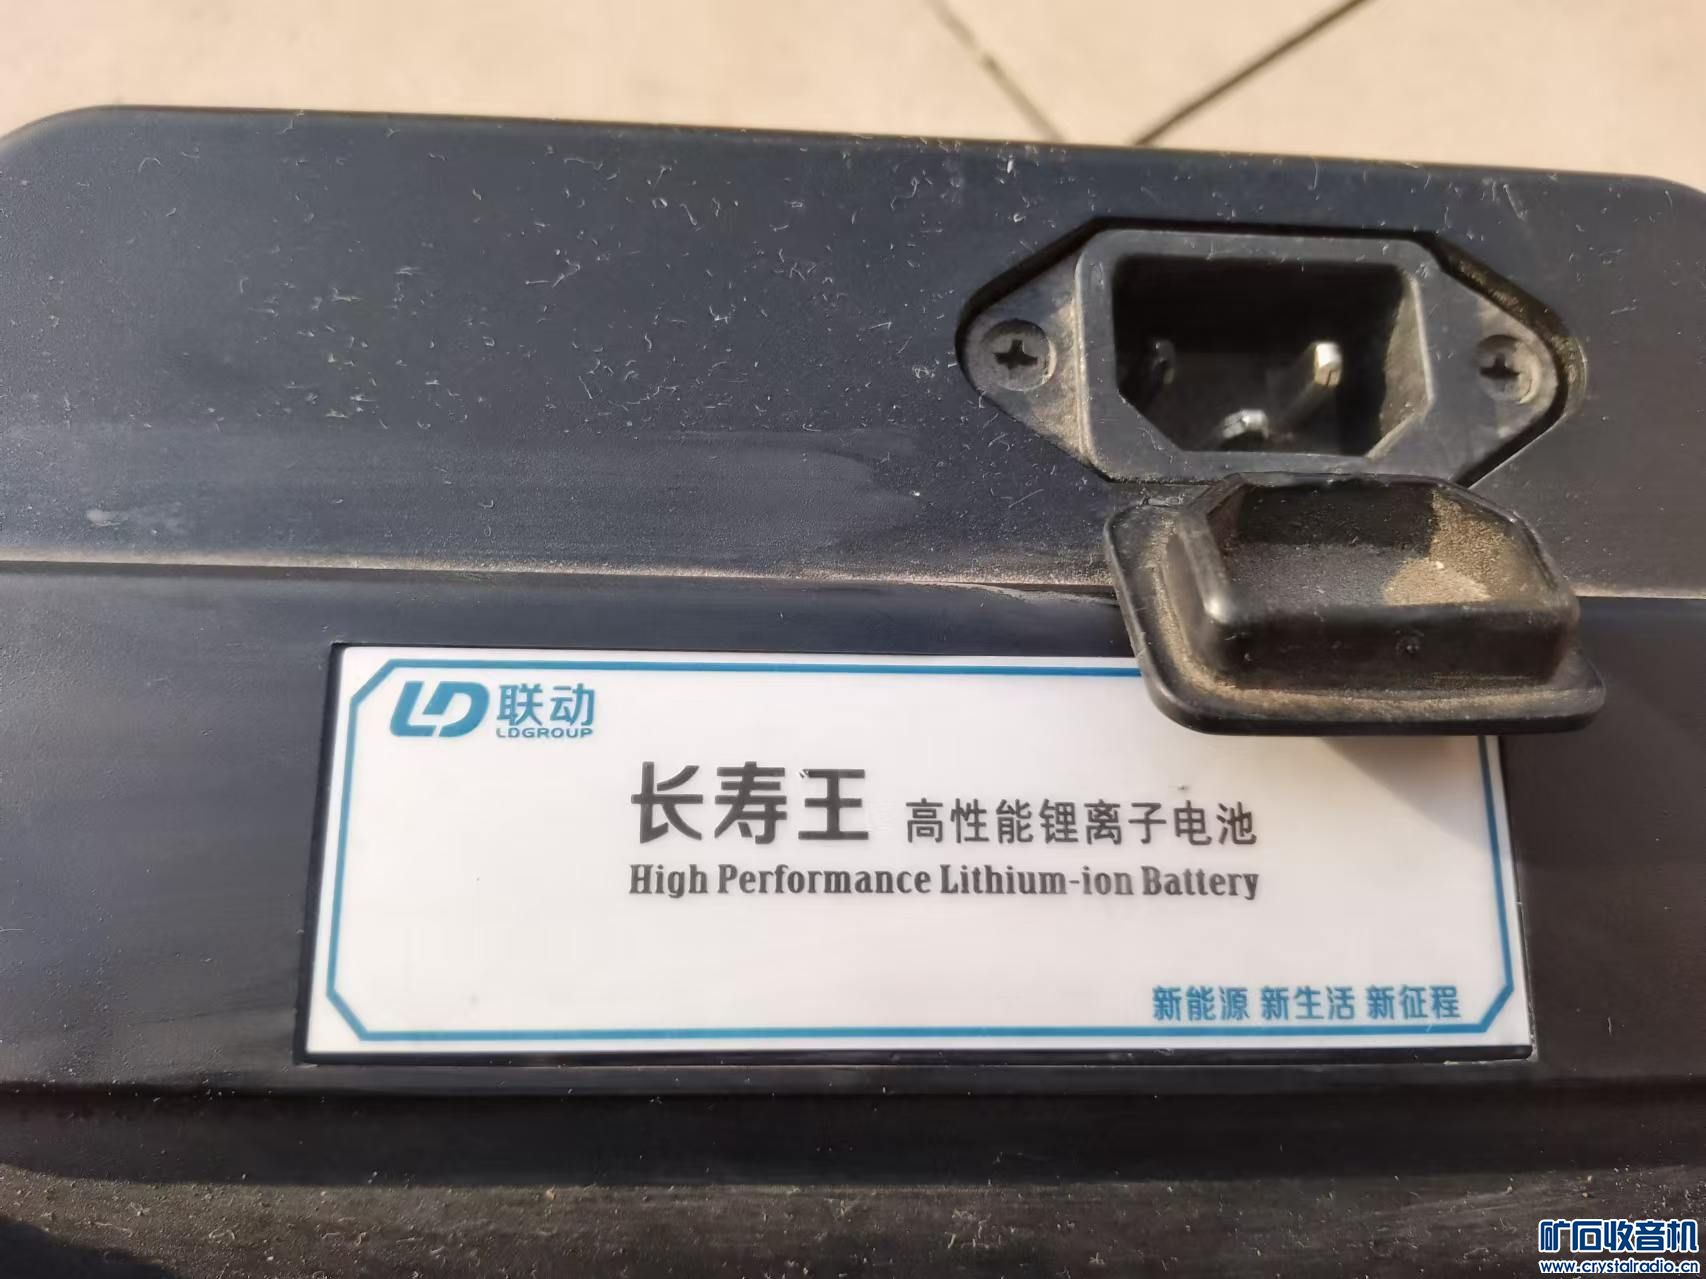 LD 联动
LDGROUP
长寿王 高性能锂离子电池
High Performance Lithium-ion Battery
新能源 新生活 新征程
矿石收音机
www.crystalradio.cn